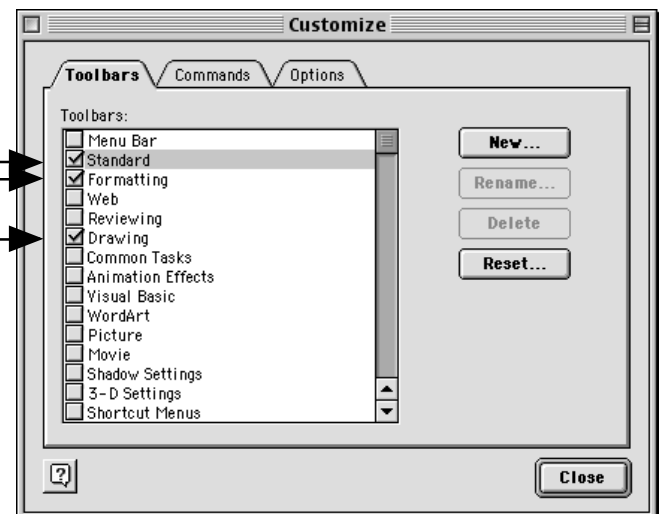 Customize
Toolbars Commands Options
Toolbars:
Menu Bar
Standard
Formatting
Web
Reviewing
Drawing
Common Tasks
Animation Effects
Visual Basic
WordArt
Picture
Movie
Shadow Settings
3-D Settings
Shortcut Menus
New...
Rename...
Delete
Reset...
?
Close